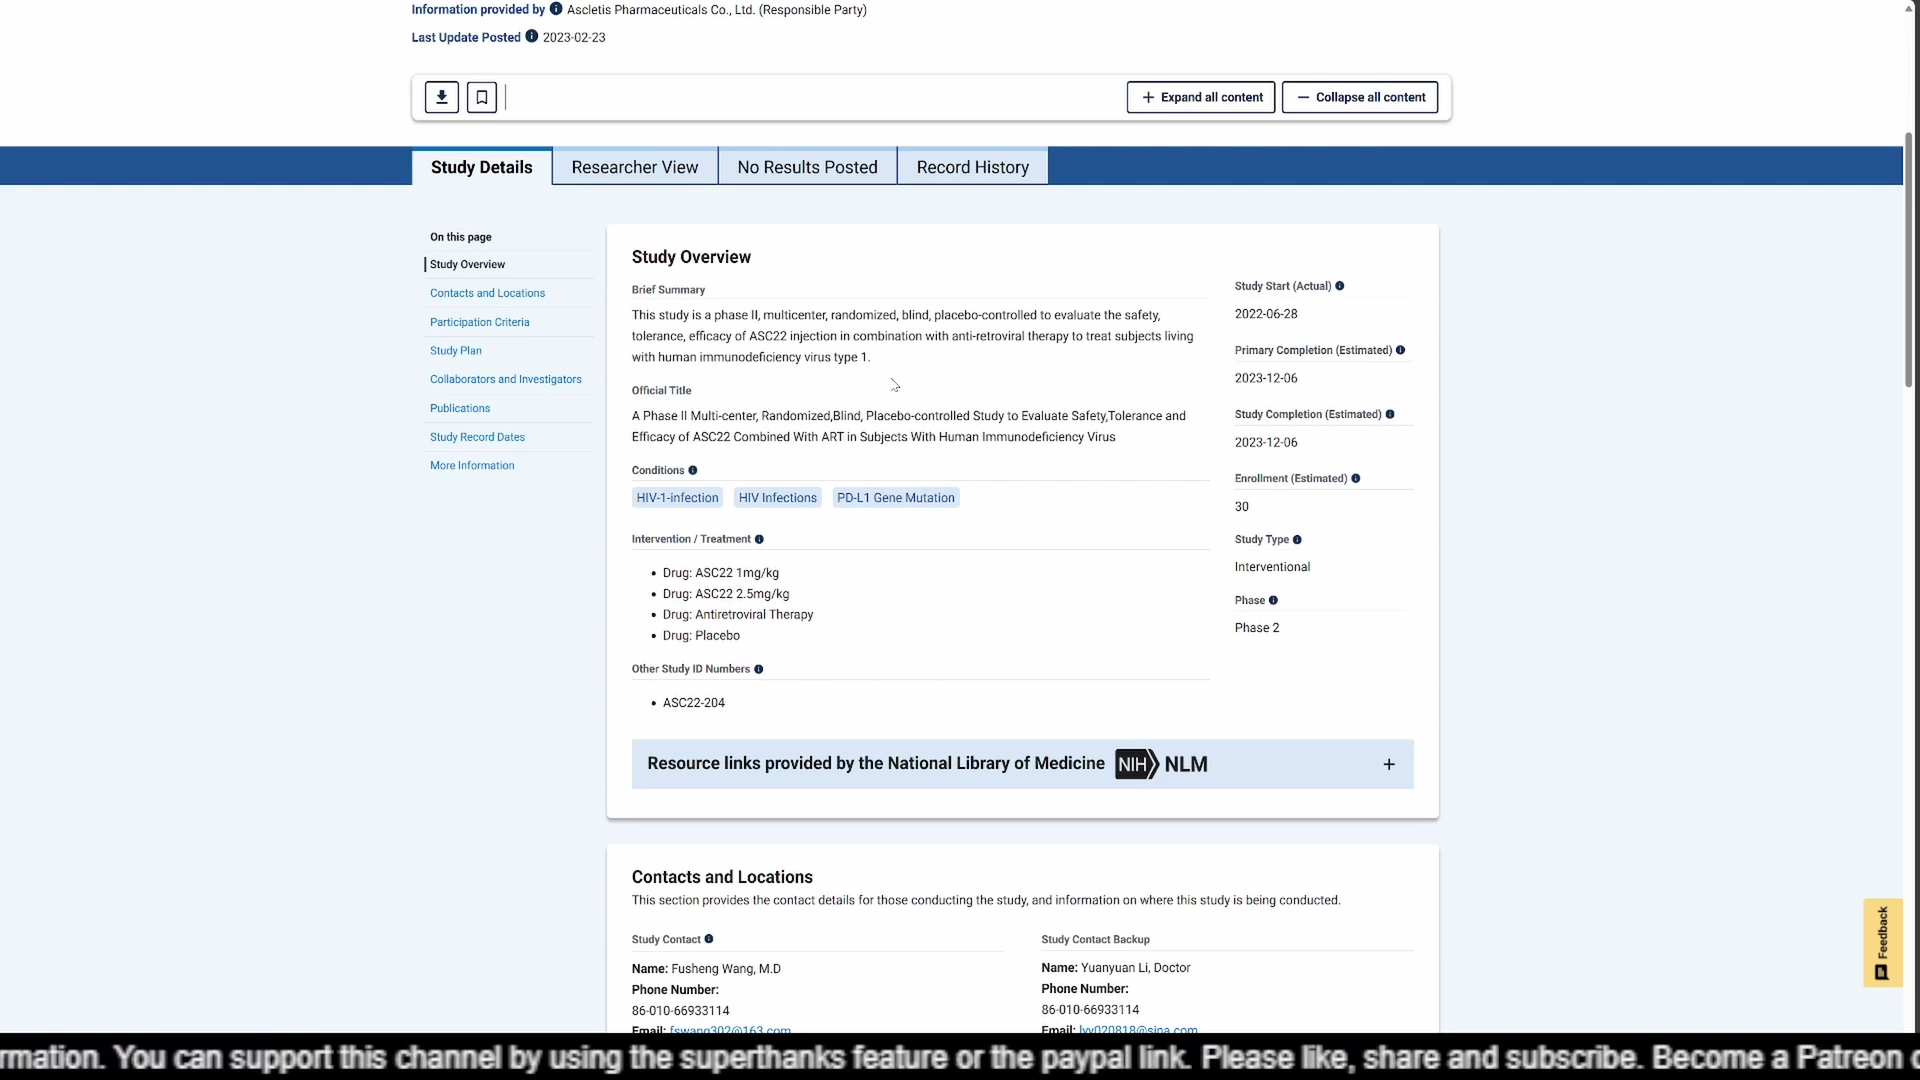 Information provided by Ascletis Pharmaceuticals Co., Ltd. (Responsible Party)
Last Update Posted 2023-02-23
Expand all content
Collapse all content
Study Details
Researcher View
No Results Posted
Record History
On this page
Study Overview
Contacts and Locations
Participation Criteria
Study Plan
Collaborators and Investigators
Publications
Study Record Dates
More Information
Study Overview
Brief Summary
This study is a phase II, multicenter, randomized, blind, placebo-controlled to evaluate the safety,
tolerance, efficacy of ASC22 injection in combination with anti-retroviral therapy to treat subjects living
with human immunodeficiency virus type 1.
Official Title
A Phase II Multi-center, Randomized,Blind, Placebo-controlled Study to Evaluate Safety,Tolerance and
Efficacy of ASC22 Combined With ART in Subjects With Human Immunodeficiency Virus
Conditions
HIV-1-infection HIV Infections PD-L1 Gene Mutation
Intervention / Treatment
• Drug: ASC22 1mg/kg
• Drug: ASC22 2.5mg/kg
• Drug: Antiretroviral Therapy
• Drug: Placebo
Other Study ID Numbers
• ASC22-204
Study Start (Actual)
2022-06-28
Primary Completion (Estimated)
2023-12-06
Study Completion (Estimated)
2023-12-06
Enrollment (Estimated)
30
Study Type
Interventional
Phase
Phase 2
Resource links provided by the National Library of Medicine NIH NLM
Contacts and Locations
This section provides the contact details for those conducting the study, and information on where this study is being conducted.
Study Contact
Name: Fusheng Wang, M.D
Phone Number:
86-010-66933114
Email: fswang302@163.com
Study Contact Backup
Name: Yuanyuan Li, Doctor
Phone Number:
86-010-66933114
Email: lyy020818@sina.com
Feedback
rmation. You can support this channel by using the superthanks feature or the paypal link. Please like, share and subscribe. Become a Patreon